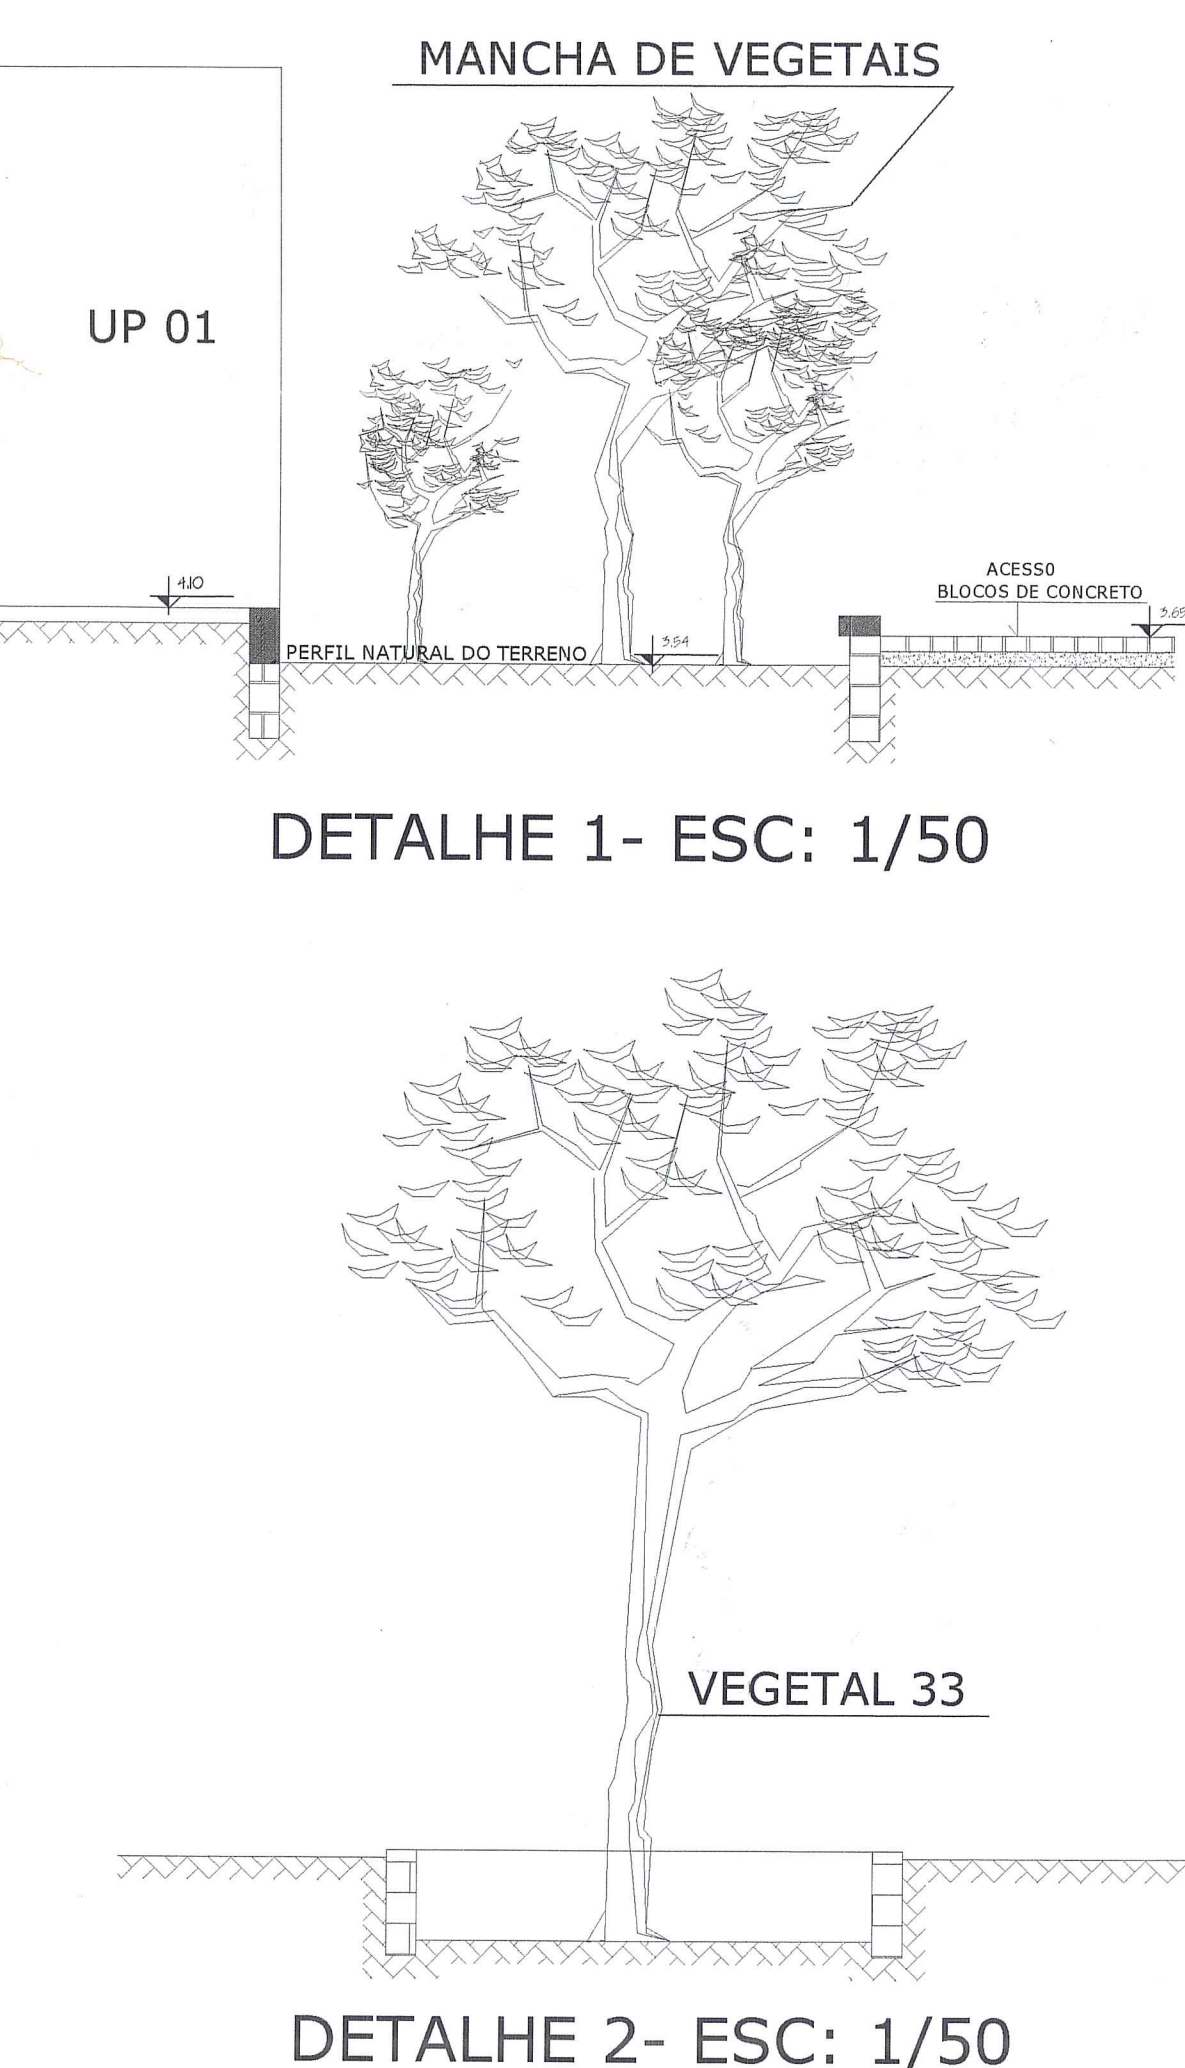 MANCHA DE VEGETAIS
UP 01
4.10
ACESSO
BLOCOS DE CONCRETO
3.65
PERFIL NATURAL DO TERRENO
3.54
DETALHE 1- ESC: 1/50
VEGETAL 33
DETALHE 2- ESC: 1/50